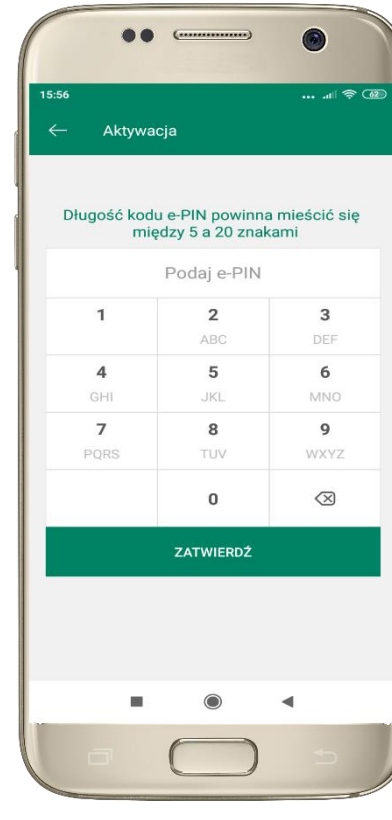 15:56
62
Aktywacja
Długość kodu e-PIN powinna mieścić się
między 5 a 20 znakami
Podaj e-PIN
1 2 3
ABC DEF
4 5 6
GHI JKL MNO
7 8 9
PQRS TUV WXYZ
0
ZATWIERDŹ